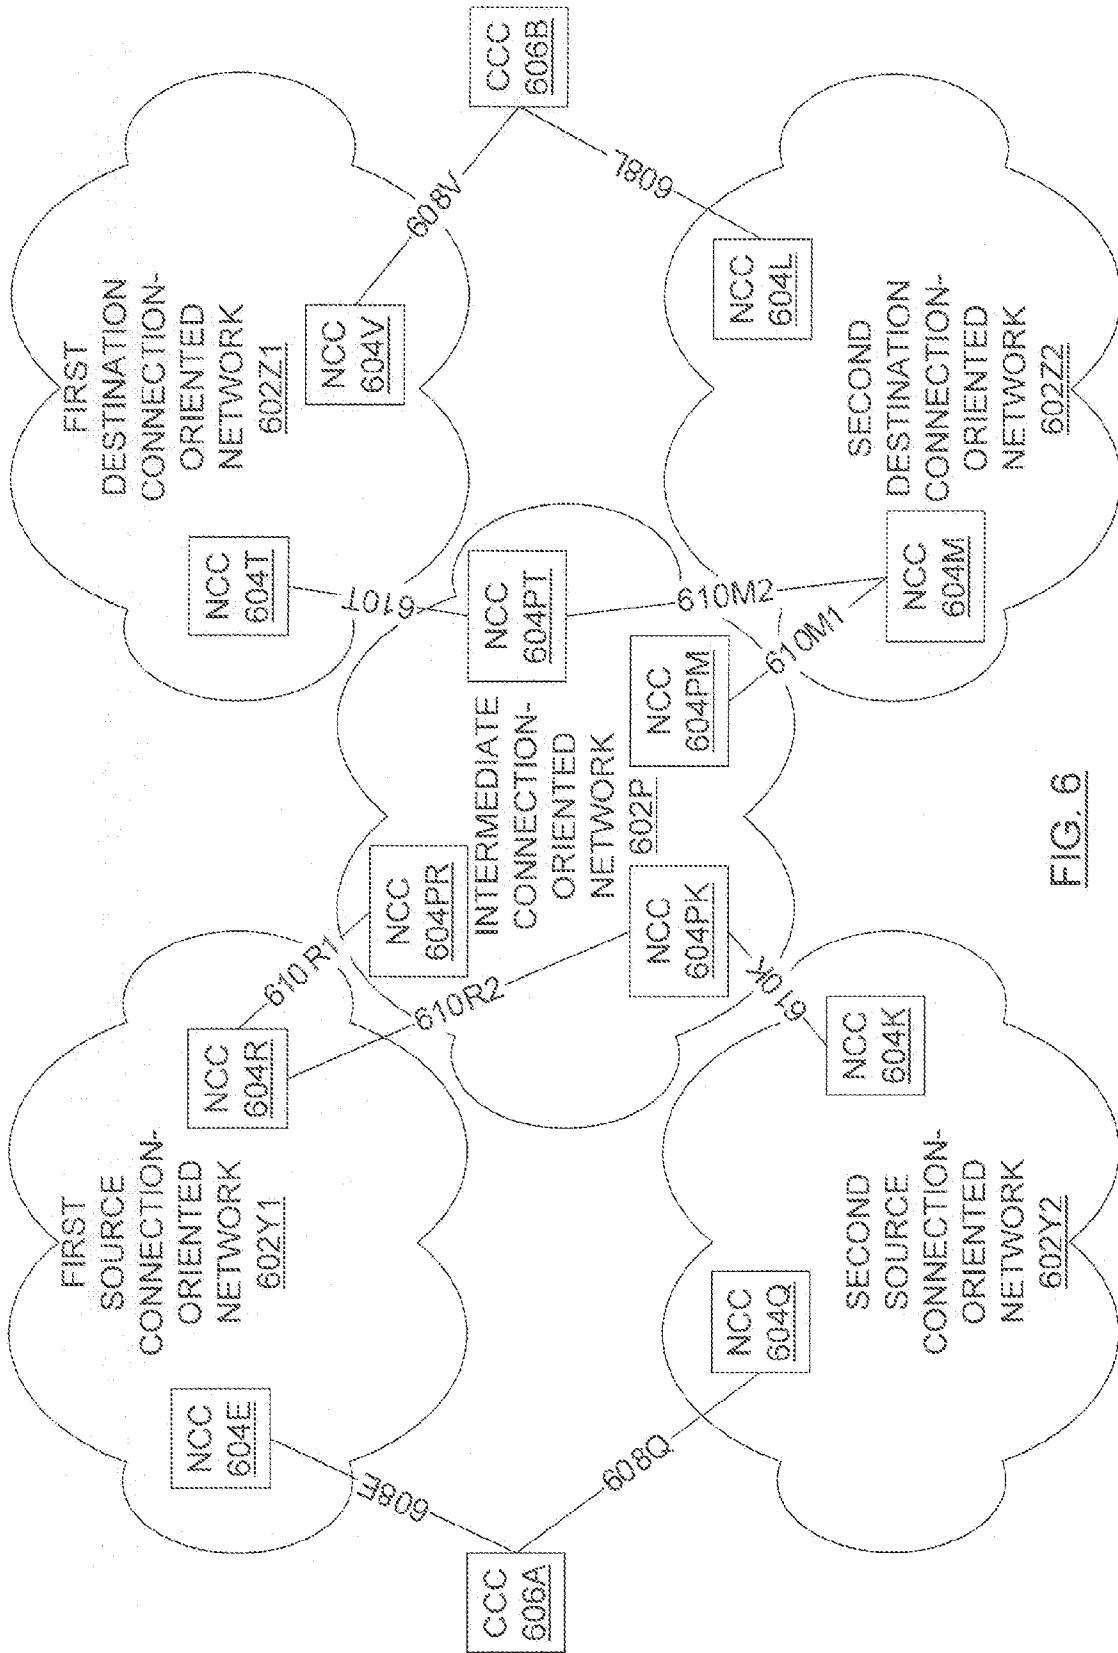 FIRST
SOURCE
CONNECTION-
ORIENTED
NETWORK
602Y1
NCC
604E
NCC
604R
608E
CCC
606A
608Q
610R1
610R2
NCC
604PR
INTERMEDIATE
CONNECTION-
ORIENTED
NETWORK
602P
NCC
604PK
NCC
604PT
NCC
604PM
610K
610T
610M2
610M1
FIRST
DESTINATION
CONNECTION-
ORIENTED
NETWORK
602Z1
NCC
604T
NCC
604V
608V
CCC
606B
608L
SECOND
SOURCE
CONNECTION-
ORIENTED
NETWORK
602Y2
NCC
604Q
NCC
604K
SECOND
DESTINATION
CONNECTION-
ORIENTED
NETWORK
602Z2
NCC
604M
NCC
604L
FIG. 6